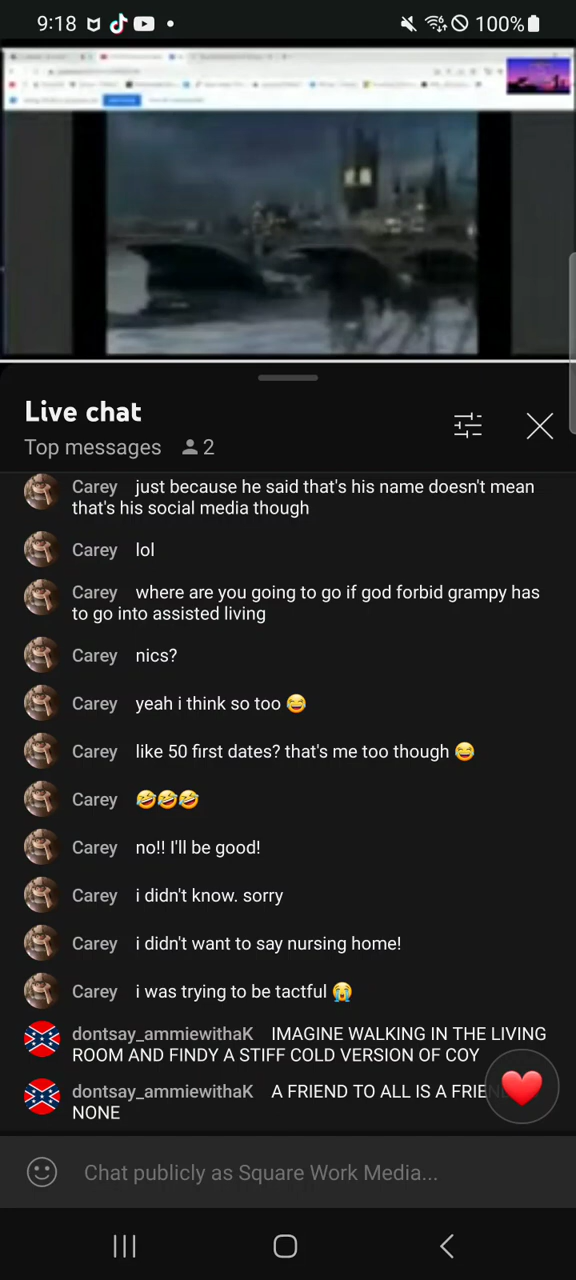 9:18
100%
Live chat
Top messages 2
Carey just because he said that's his name doesn't mean
that's his social media though
Carey lol
Carey where are you going to go if god forbid grampy has
to go into assisted living
Carey nics?
Carey yeah i think so too 😂
Carey like 50 first dates? that's me too though 😂
Carey 🤣🤣🤣
Carey no!! I'll be good!
Carey i didn't know. sorry
Carey i didn't want to say nursing home!
Carey i was trying to be tactful 😭
dontsay_ammiewithaK IMAGINE WALKING IN THE LIVING
ROOM AND FINDY A STIFF COLD VERSION OF COY
dontsay_ammiewithaK A FRIEND TO ALL IS A FRIE
NONE
Chat publicly as Square Work Media...